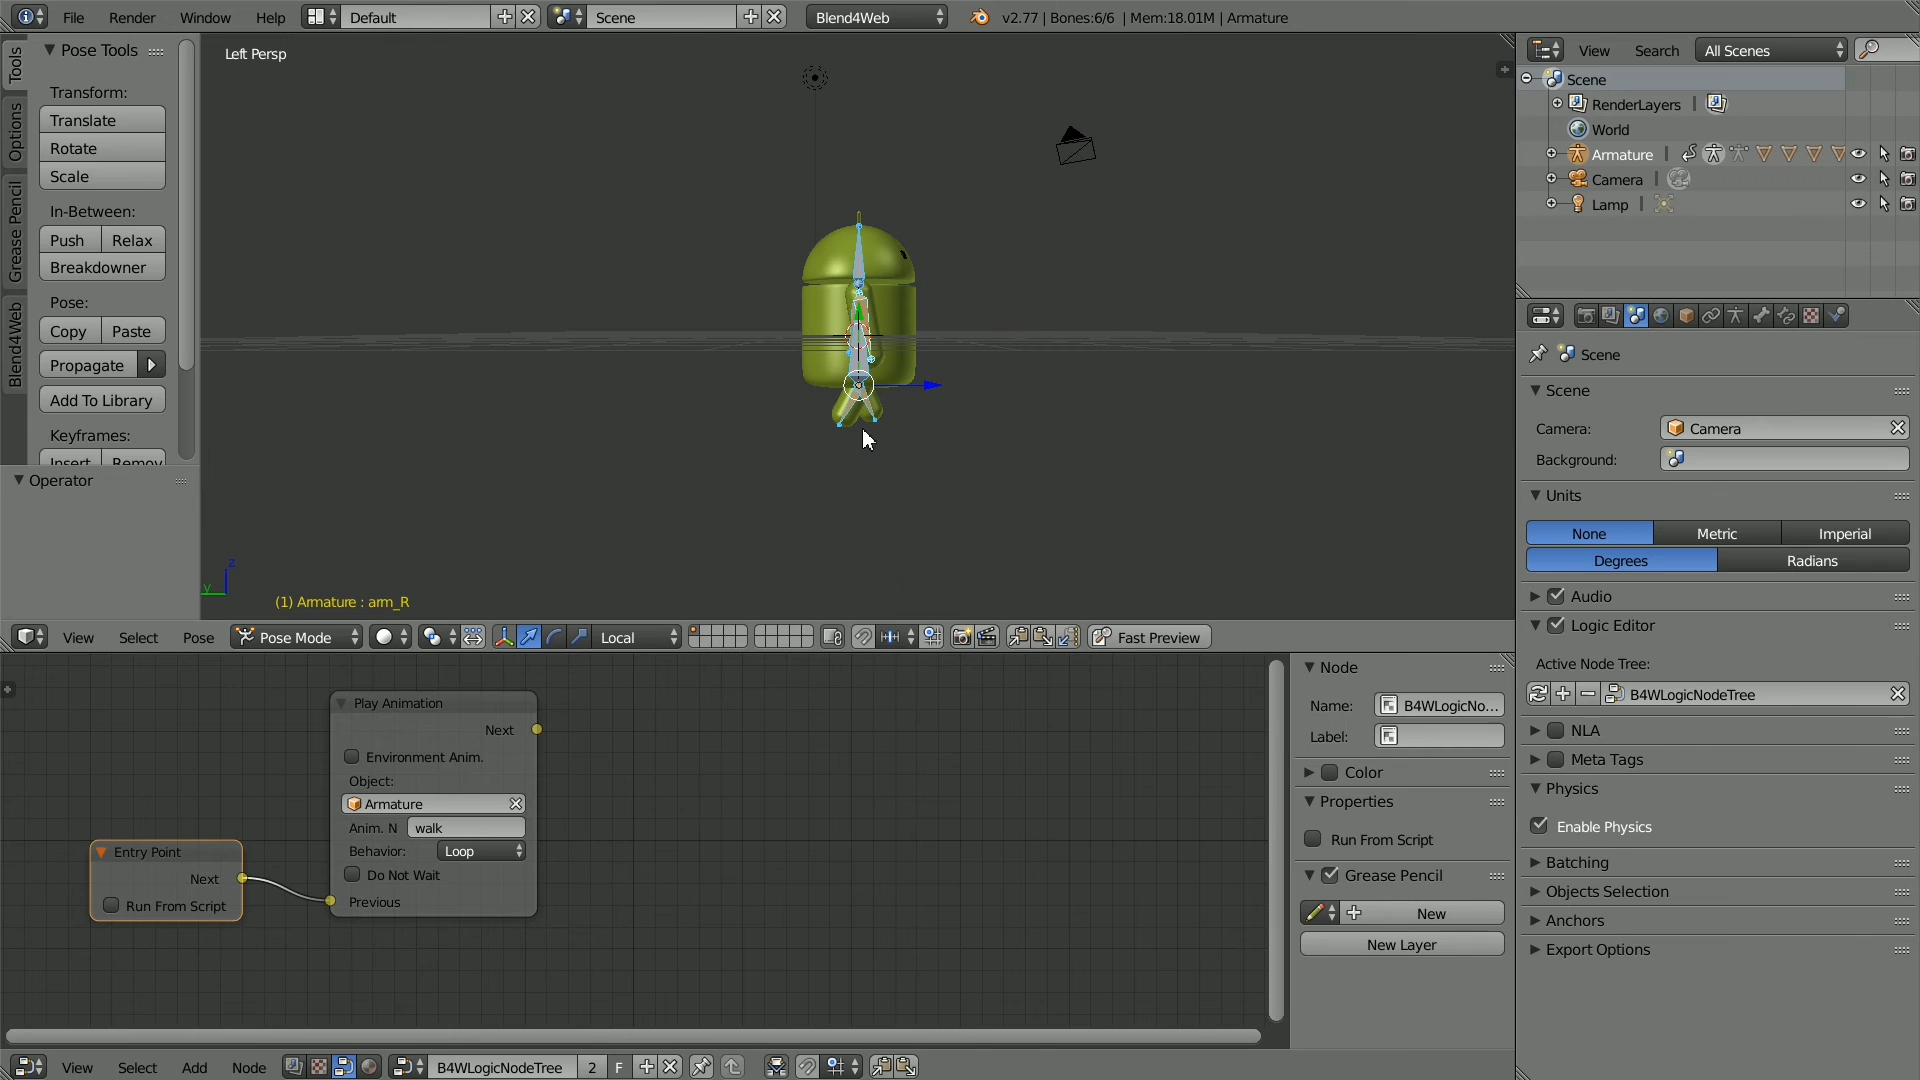 File Render Window Help Default Scene Blend4Web v2.77 | Bones:6/6 | Mem:18.01M | Armature
Tools
Options
Grease Pencil
Blend4Web
Pose Tools
Transform:
Translate
Rotate
Scale
In-Between:
Push Relax
Breakdowner
Pose:
Copy Paste
Propagate
Add To Library
Keyframes:
Insert Remov
Operator
Left Persp
z
y
(1) Armature : arm_R
View Select Pose Pose Mode Local Fast Preview
Play Animation
Next
Environment Anim.
Object:
Armature
Anim. N walk
Behavior: Loop
Do Not Wait
Previous
Entry Point
Next
Run From Script
Node
Name: B4WLogicNo...
Label:
Color
Properties
Run From Script
Grease Pencil
New
New Layer
View Select Add Node B4WLogicNodeTree 2 F
View Search All Scenes
Scene
RenderLayers |
World
Armature |
Camera |
Lamp |
Scene
Scene
Camera: Camera
Background:
Units
None Metric Imperial
Degrees Radians
Audio
Logic Editor
Active Node Tree:
B4WLogicNodeTree
NLA
Meta Tags
Physics
Enable Physics
Batching
Objects Selection
Anchors
Export Options